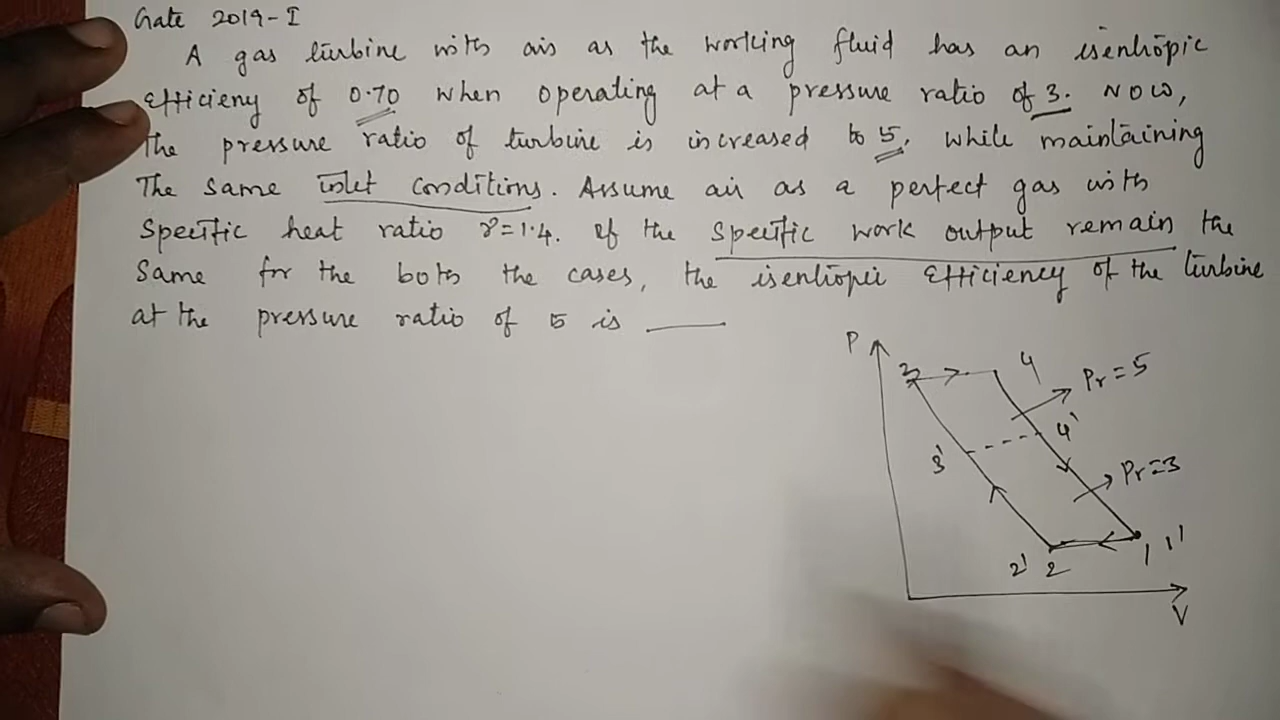 Gate 2019-I
A gas turbine with air as the working fluid has an isentropic
Efficieny of 0.70 when operating at a pressure ratio of 3. Now,
The pressure ratio of turbine is increased to 5, while maintaining
The same inlet conditions. Assume air as a perfect gas with
Specific heat ratio γ=1.4. If the specific work output remain the
Same for the both the cases, the isentropic Efficiency of the turbine
at the pressure ratio of 5 is ____
P
3
4
Pr = 5
4'
3'
Pr=3
2' 2
1 1'
V